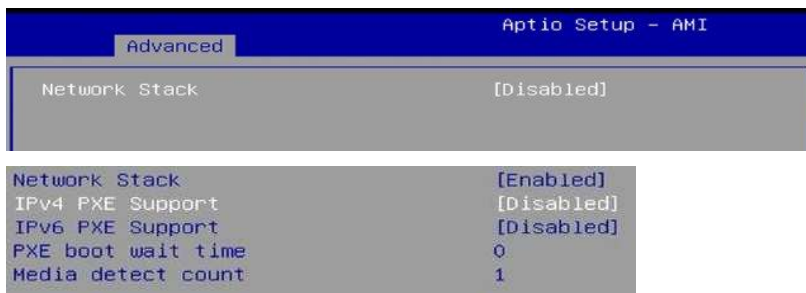 Aptio Setup - AMI
Advanced
Network Stack [Disabled]
Network Stack [Enabled]
IPv4 PXE Support [Disabled]
IPv6 PXE Support [Disabled]
PXE boot wait time 0
Media detect count 1